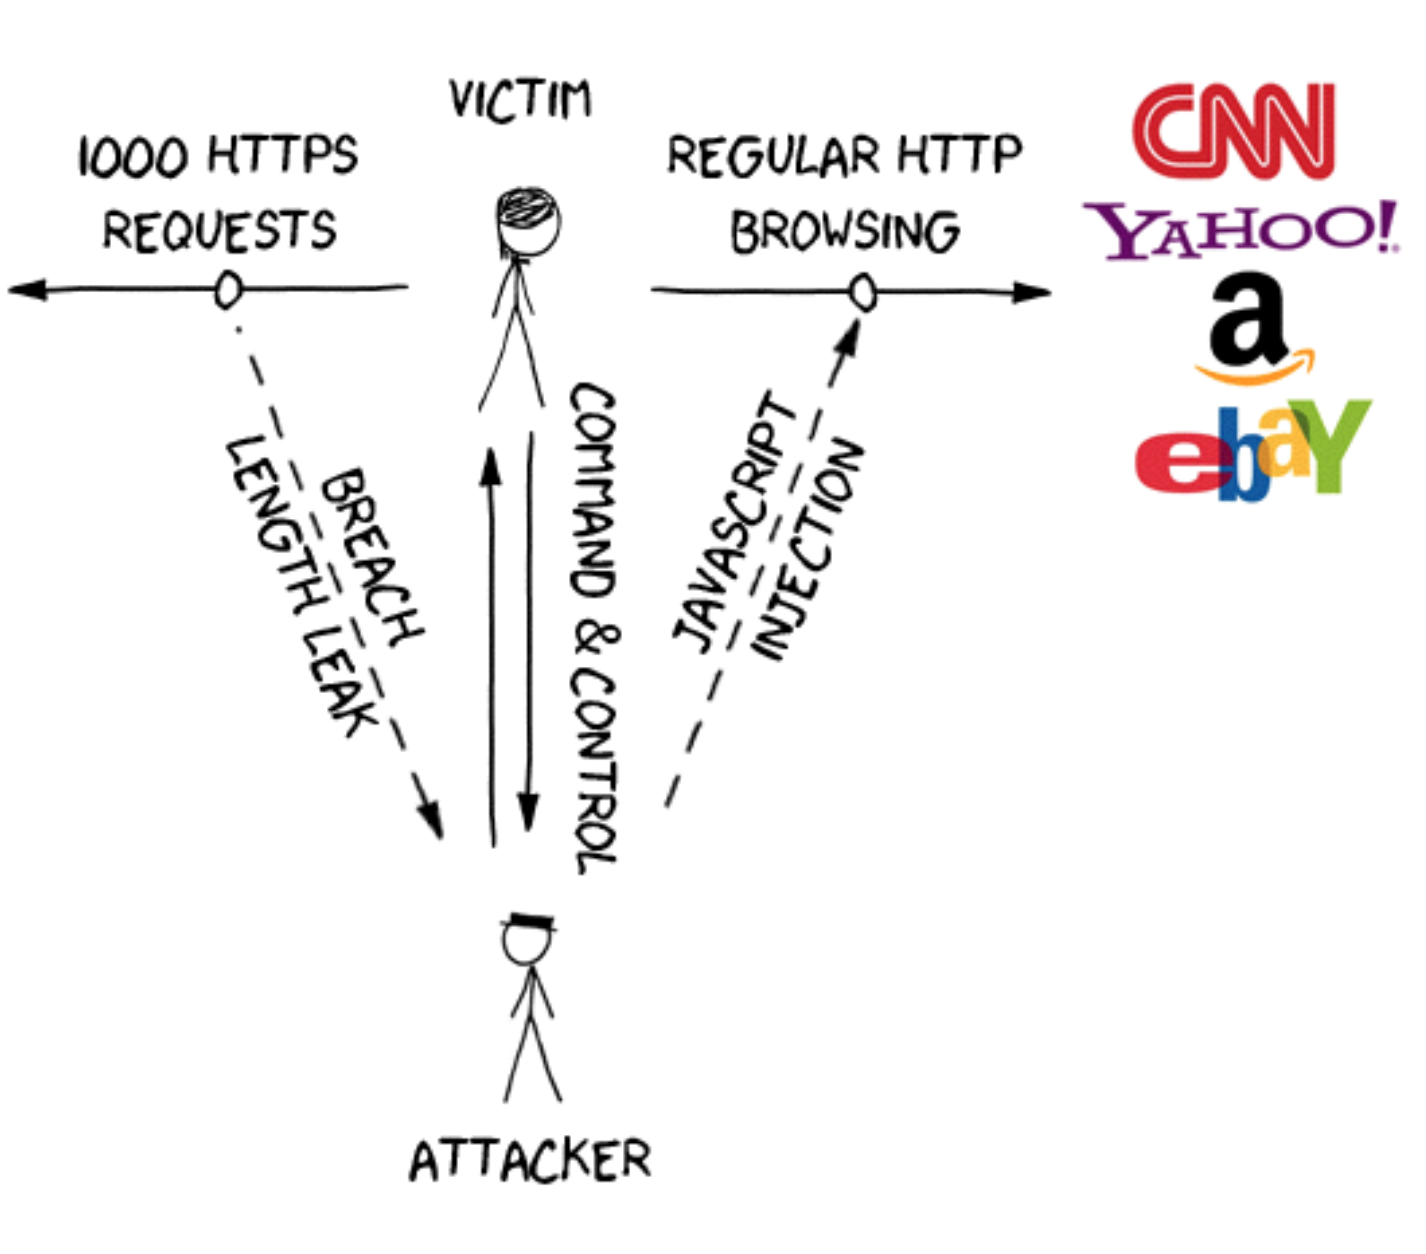 VICTIM
1000 HTTPS
REQUESTS
REGULAR HTTP
BROWSING
CNN
YAHOO!
a
ebaY
LENGTH LEAK
BREACH
COMMAND & CONTROL
JAVASCRIPT
INJECTION
ATTACKER